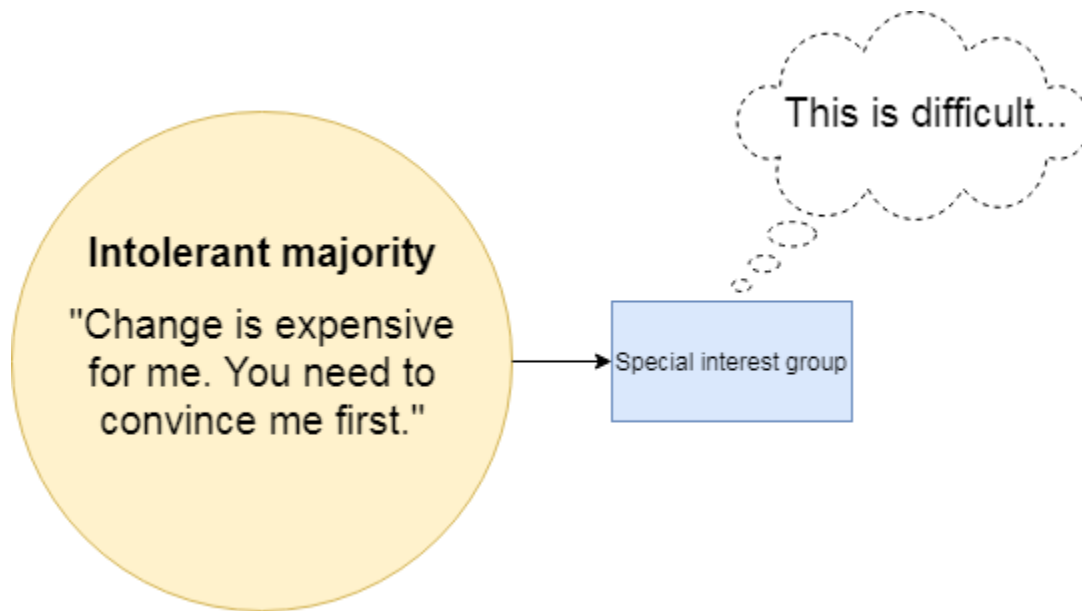 This is difficult...
Intolerant majority
"Change is expensive
for me. You need to
convince me first."
Special interest group